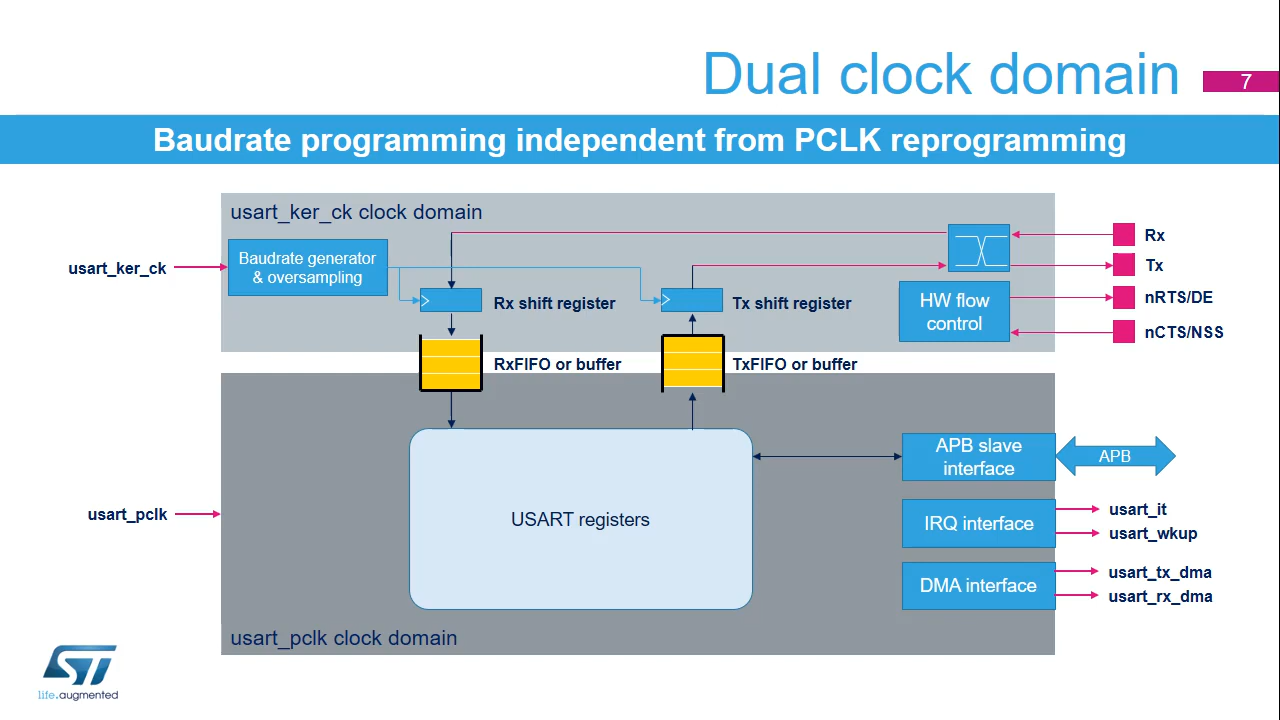 Dual clock domain
7
Baudrate programming independent from PCLK reprogramming
usart_ker_ck clock domain
usart_ker_ck
Baudrate generator
& oversampling
Rx shift register
Tx shift register
HW flow
control
Rx
Tx
nRTS/DE
nCTS/NSS
RxFIFO or buffer
TxFIFO or buffer
usart_pclk
USART registers
APB slave
interface
APB
IRQ interface
usart_it
usart_wkup
DMA interface
usart_tx_dma
usart_rx_dma
usart_pclk clock domain
ST
life.augmented